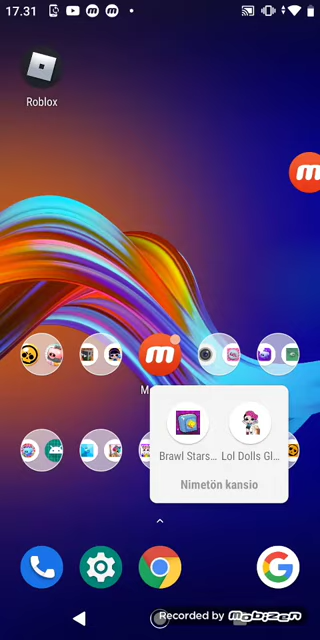 17.31
Roblox
M
Brawl Stars... Lol Dolls Gl...
Nimetön kansio
Recorded by mobizen